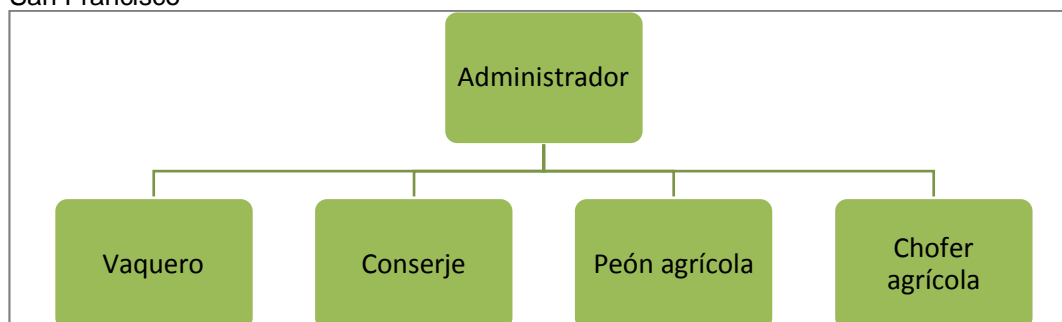 San Francisco
Administrador
Vaquero
Conserje
Peón agrícola
Chofer
agrícola